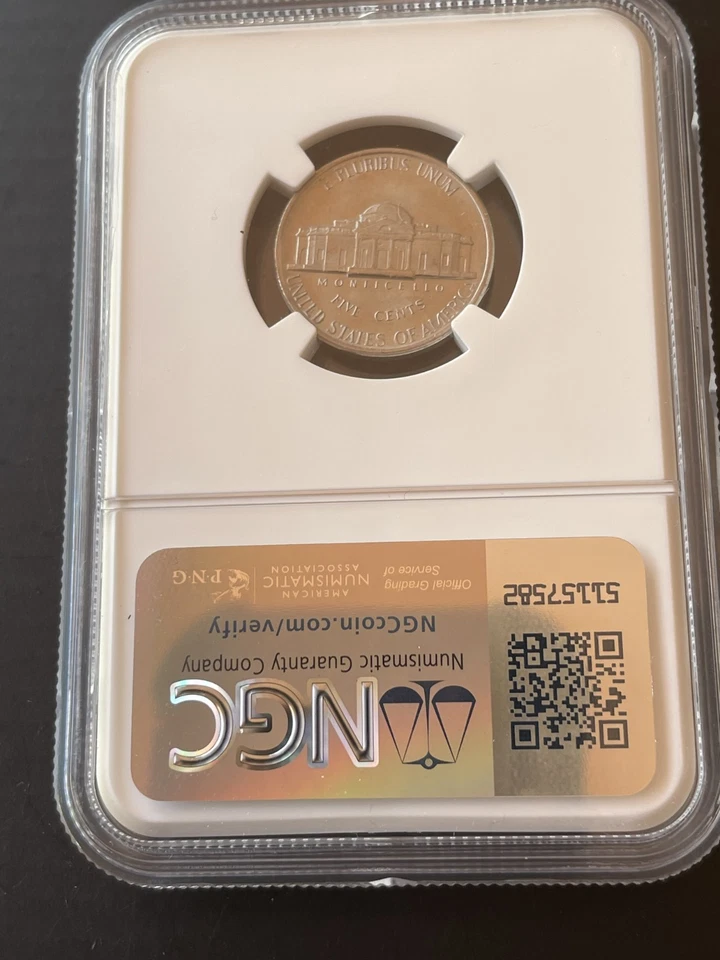 E PLURIBUS UNUM
MONTICELLO
FIVE CENTS
UNITED STATES OF AMERICA
NGC
Numismatic Guaranty Company
NGCcoin.com/verify
Official Grading
Service of
AMERICAN
NUMISMATIC
ASSOCIATION
P·N·G
51157582